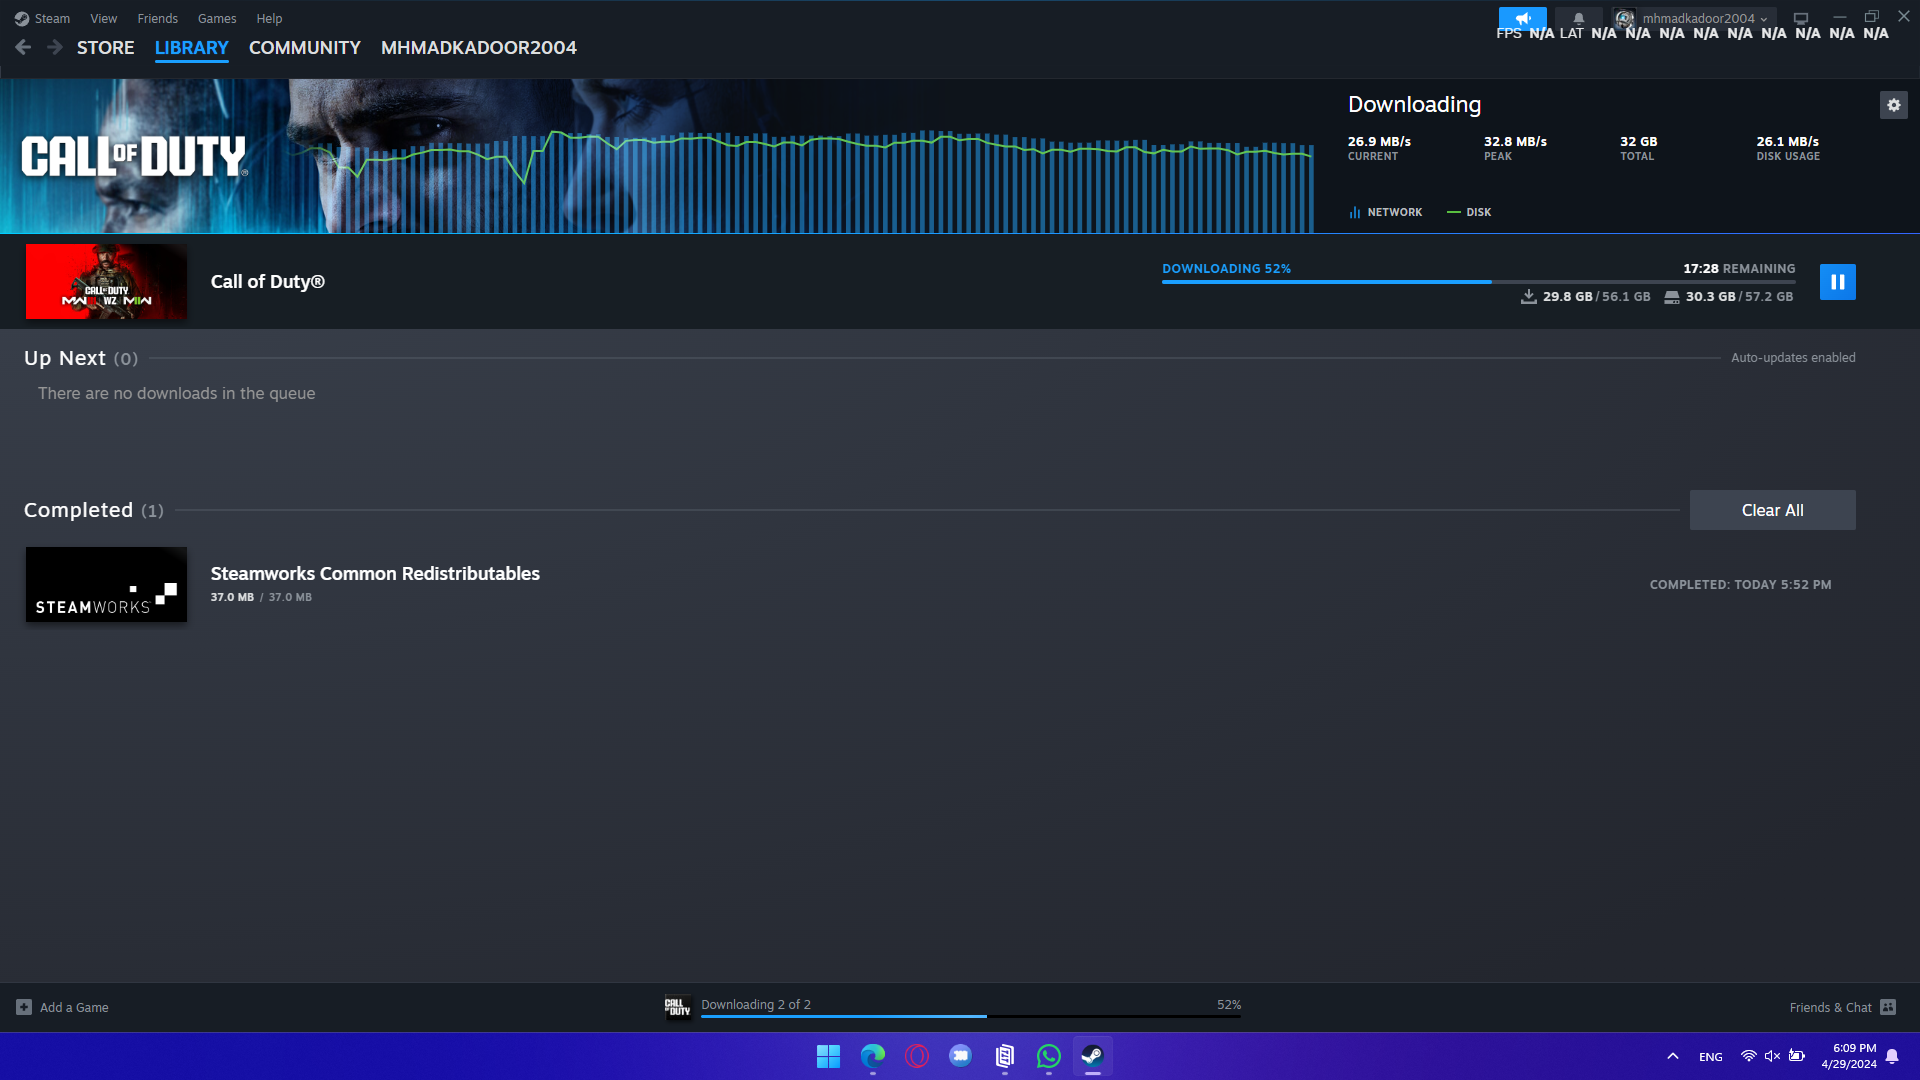 Steam View Friends Games Help
mhmadkadoor2004
STORE LIBRARY COMMUNITY MHMADKADOOR2004
FPS N/A LAT N/A N/A N/A N/A N/A N/A N/A N/A N/A
CALL OF DUTY®
Downloading
26.9 MB/s 32.8 MB/s 32 GB 26.1 MB/s
CURRENT PEAK TOTAL DISK USAGE
NETWORK DISK
CALL OF DUTY
MWIII WZ MWII
Call of Duty®
DOWNLOADING 52% 17:28 REMAINING
29.8 GB / 56.1 GB 30.3 GB / 57.2 GB
Up Next (0) Auto-updates enabled
There are no downloads in the queue
Completed (1) Clear All
STEAMWORKS
Steamworks Common Redistributables
37.0 MB / 37.0 MB
COMPLETED: TODAY 5:52 PM
Add a Game
CALL OF DUTY
Downloading 2 of 2 52%
Friends & Chat
ENG
6:09 PM
4/29/2024